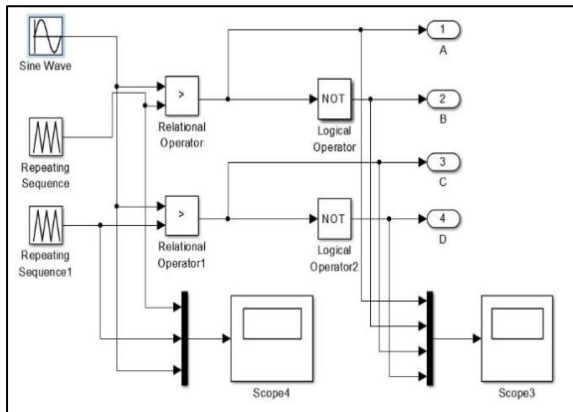 Sine Wave
Repeating
Sequence
Repeating
Sequence1
>
Relational
Operator
>
Relational
Operator1
NOT
Logical
Operator
NOT
Logical
Operator2
1
A
2
B
3
C
4
D
Scope4
Scope3